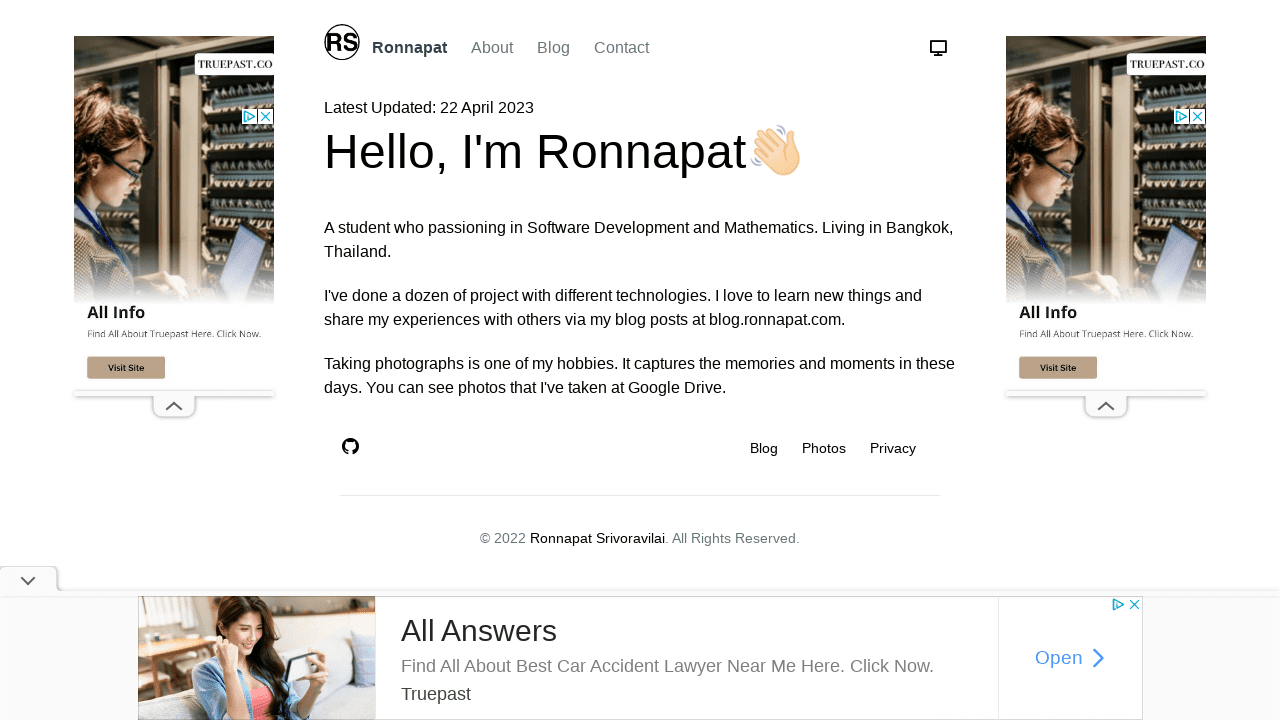 RS Ronnapat About Blog Contact
Latest Updated: 22 April 2023
Hello, I'm Ronnapat👋🏼
A student who passioning in Software Development and Mathematics. Living in Bangkok,
Thailand.
I've done a dozen of project with different technologies. I love to learn new things and
share my experiences with others via my blog posts at blog.ronnapat.com.
Taking photographs is one of my hobbies. It captures the memories and moments in these
days. You can see photos that I've taken at Google Drive.
Blog Photos Privacy
© 2022 Ronnapat Srivoravilai. All Rights Reserved.
TRUEPAST.CO
All Info
Find All About Truepast Here. Click Now.
Visit Site
TRUEPAST.CO
All Info
Find All About Truepast Here. Click Now.
Visit Site
All Answers
Find All About Best Car Accident Lawyer Near Me Here. Click Now.
Truepast
Open